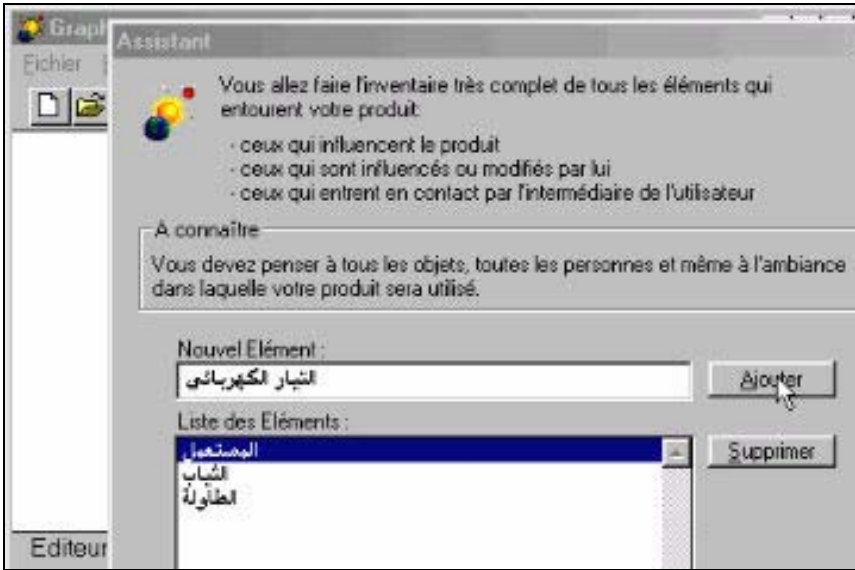 Graph
Assistant
Fichier
Vous allez faire l'inventaire très complet de tous les éléments qui
entourent votre produit:
- ceux qui influencent le produit
- ceux qui sont influencés ou modifiés par lui
- ceux qui entrent en contact par l'intermédiaire de l'utilisateur
A connaître
Vous devez penser à tous les objets, toutes les personnes et même à l'ambiance
dans laquelle votre produit sera utilisé.
Nouvel Elément :
التيار الكهربائي
Ajouter
Liste des Eléments :
المستعمل
الثياب
الطاولة
Supprimer
Editeur